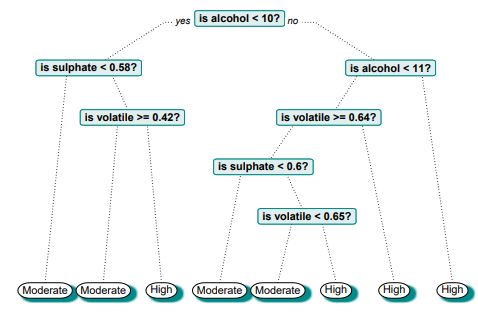 yes is alcohol < 10? no
is sulphate < 0.58?
is alcohol < 11?
is volatile >= 0.42?
is volatile >= 0.64?
is sulphate < 0.6?
is volatile < 0.65?
Moderate Moderate High Moderate Moderate High High High